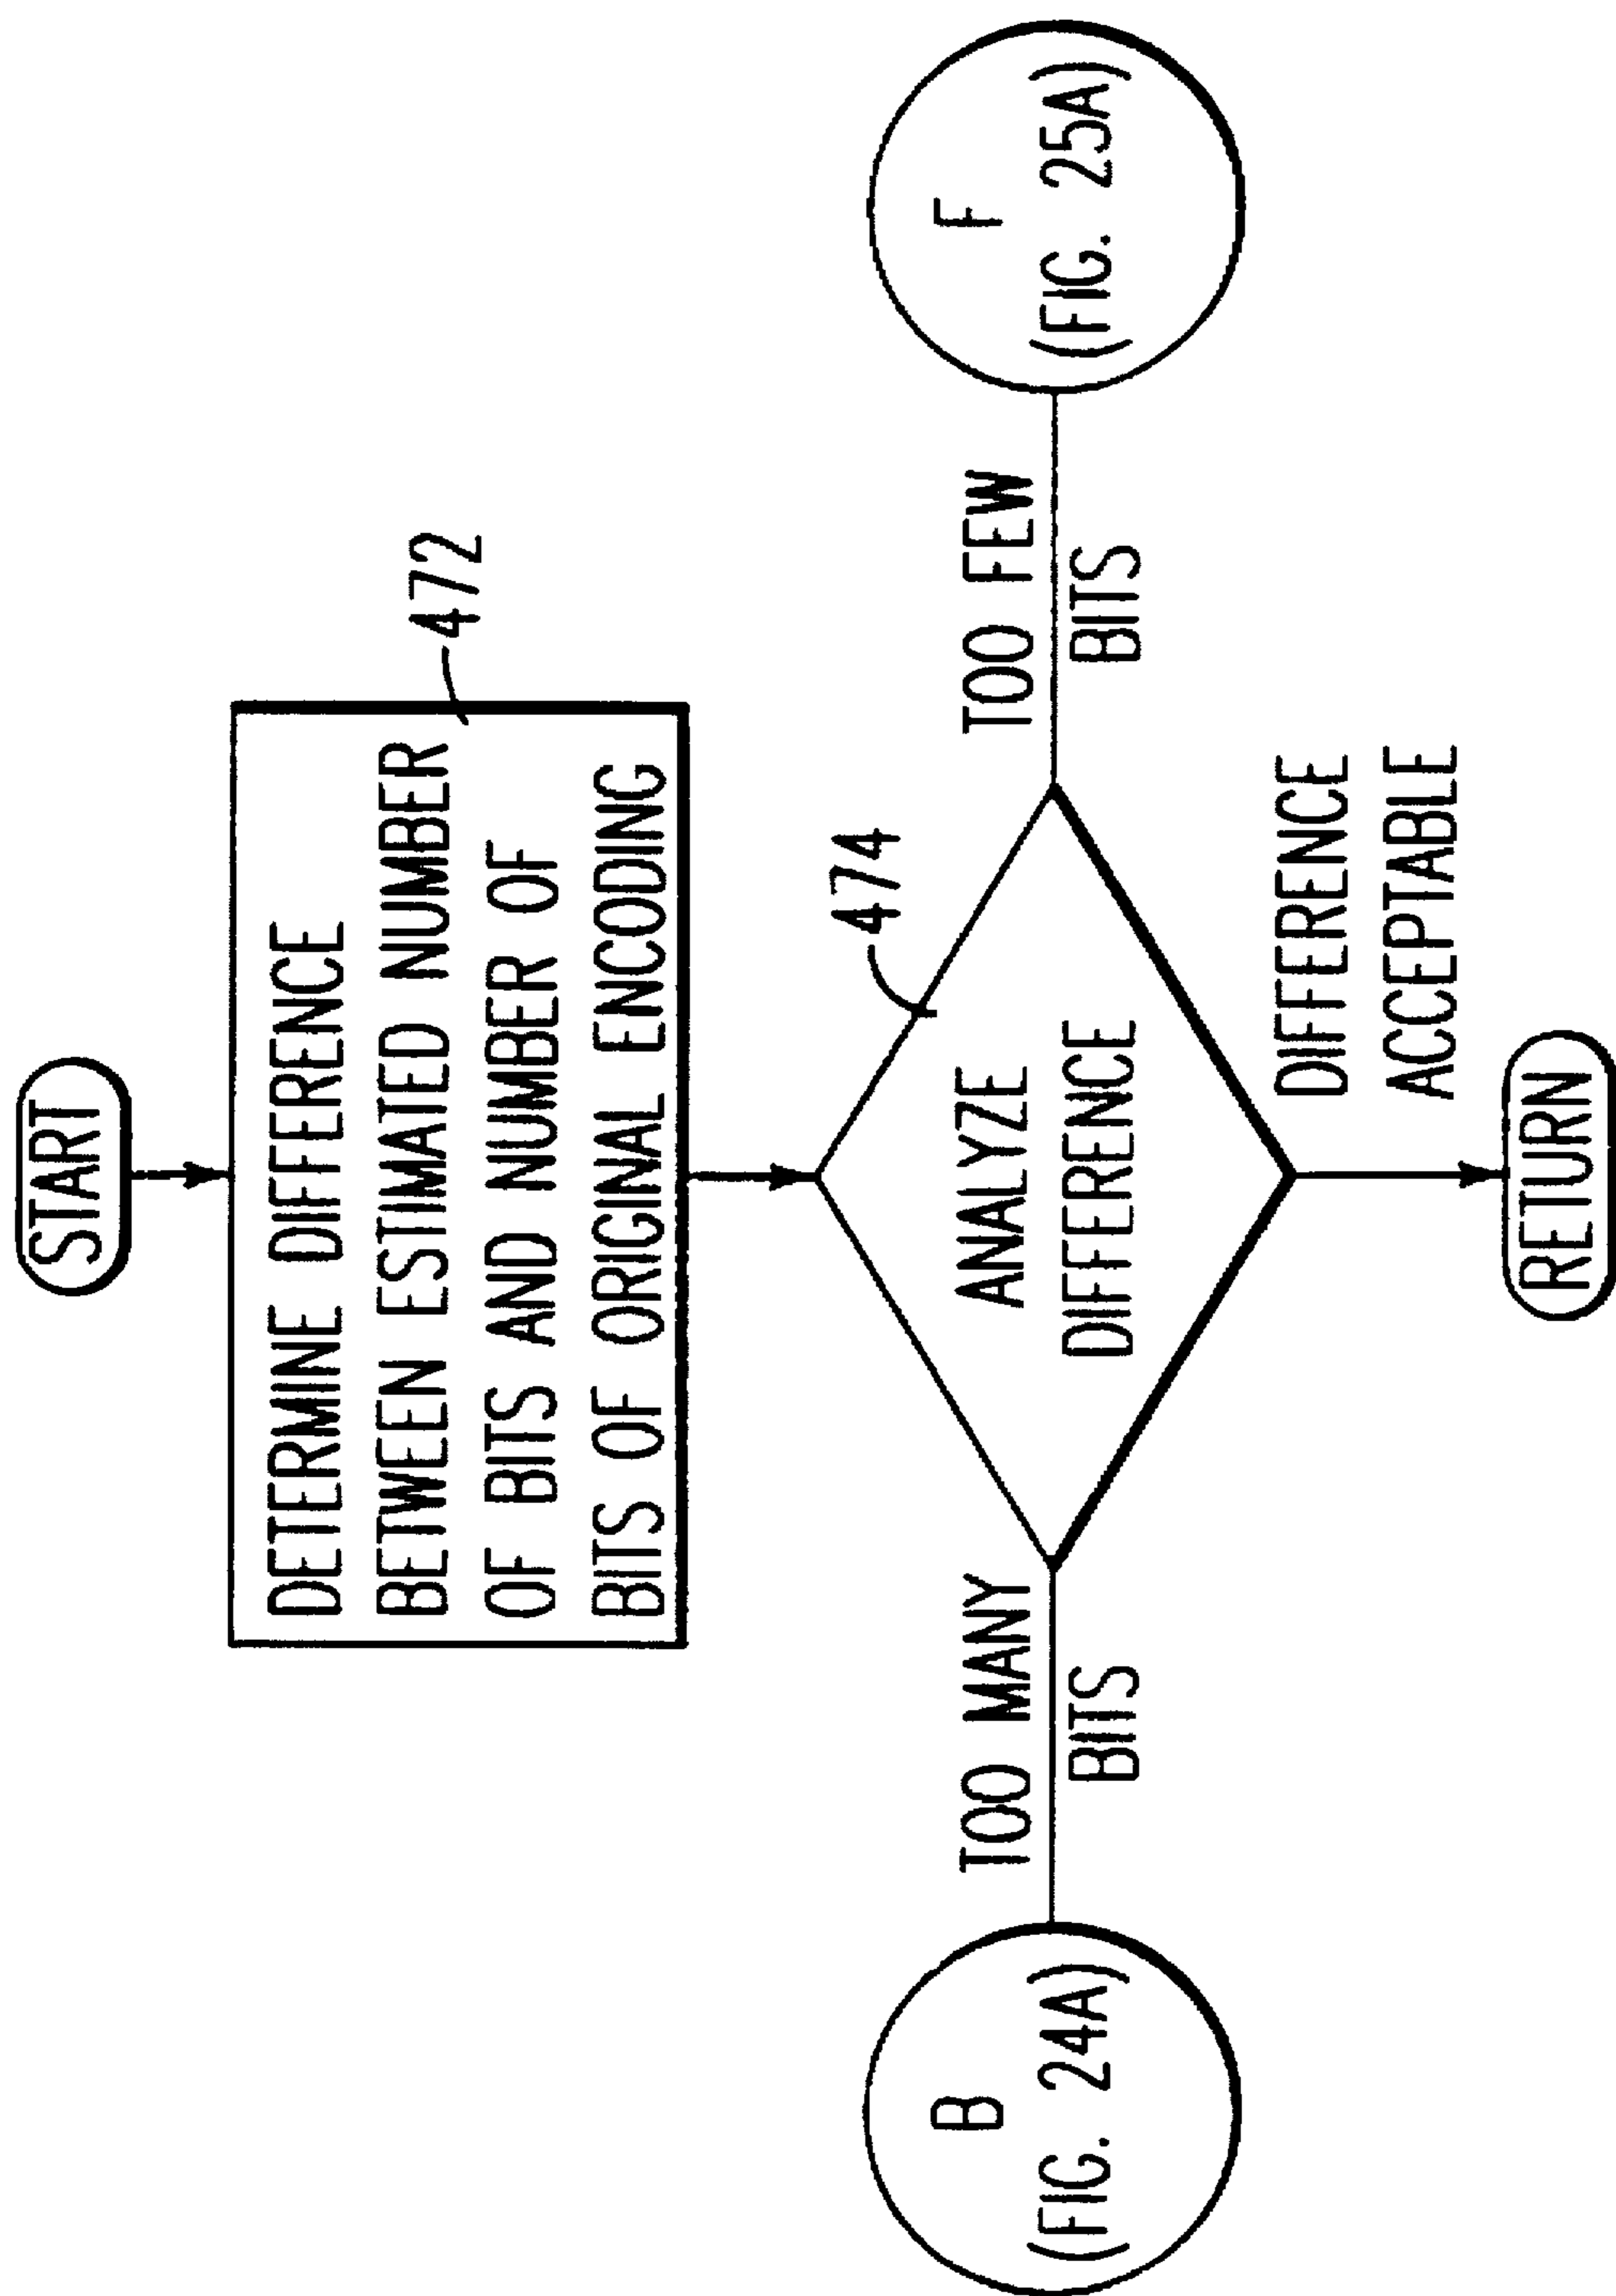 START
DETERMINE DIFFERENCE
BETWEEN ESTIMATED NUMBER
OF BITS AND NUMBER OF
BITS OF ORIGINAL ENCODING
472
474
ANALYZE
DIFFERENCE
TOO MANY
BITS
B
(FIG. 24A)
TOO FEW
BITS
F
(FIG. 25A)
DIFFERENCE
ACCEPTABLE
RETURN